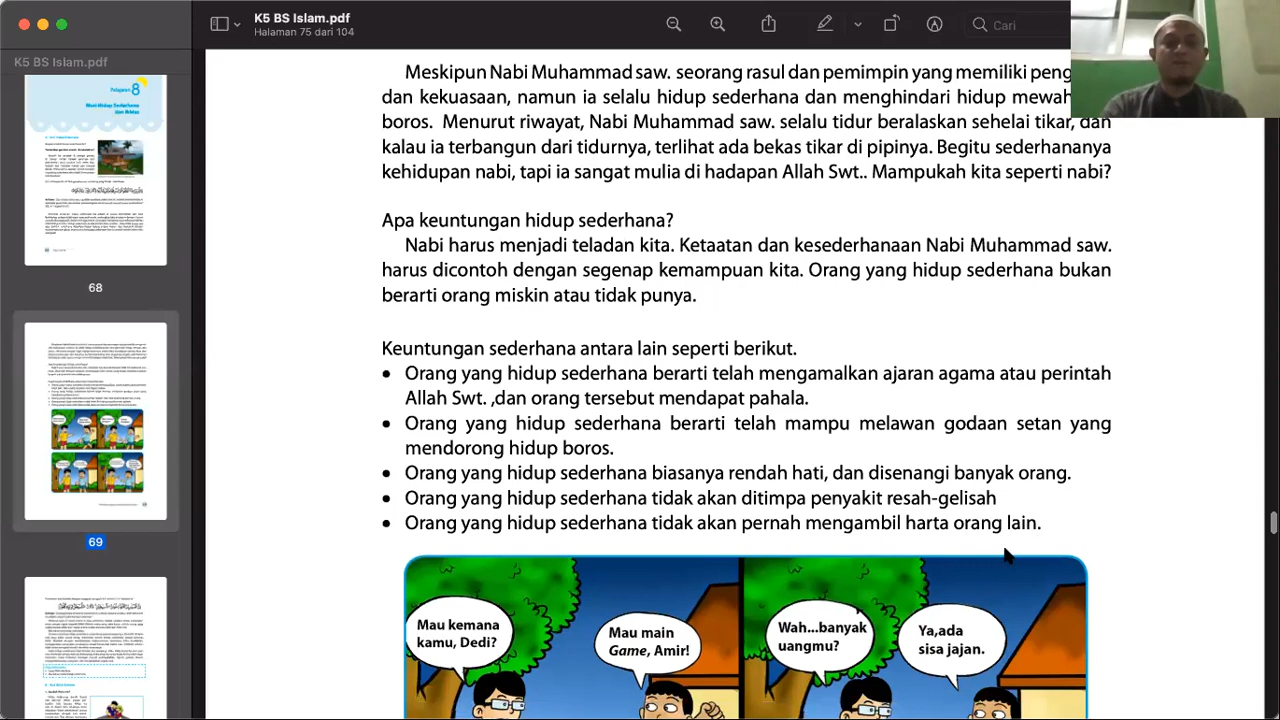 K5 BS Islam.pdf
Halaman 75 dari 104
Cari
K5 BS Islam.pdf
Pelajaran 8
68
69
Meskipun Nabi Muhammad saw. seorang rasul dan pemimpin yang memiliki
dan kekuasaan, namun ia selalu hidup sederhana dan menghindari hidup
boros. Menurut riwayat, Nabi Muhammad saw. selalu tidur beralaskan sehelai tikar, dan
kalau ia terbangun dari tidurnya, terlihat ada bekas tikar di pipinya. Begitu sederhananya
kehidupan nabi, tapi ia sangat mulia di hadapan Allah Swt.. Mampukah kita seperti nabi?
Apa keuntungan hidup sederhana?
Nabi harus menjadi teladan kita. Ketaatan dan kesederhanaan Nabi Muhammad saw.
harus dicontoh dengan segenap kemampuan kita. Orang yang hidup sederhana bukan
berarti orang miskin atau tidak punya.
Keuntungan sederhana antara lain seperti berikut.
• Orang yang hidup sederhana berarti telah mengamalkan ajaran agama atau perintah
Allah Swt. ,dan orang tersebut mendapat pahala.
• Orang yang hidup sederhana berarti telah mampu melawan godaan setan yang
mendorong hidup boros.
• Orang yang hidup sederhana biasanya rendah hati, dan disenangi banyak orang.
• Orang yang hidup sederhana tidak akan ditimpa penyakit resah-gelisah
• Orang yang hidup sederhana tidak akan pernah mengambil harta orang lain.
Mau kemana
kamu, Dedi?
Mau main
Game, Amir!
Wah, banyak
uangmu?
Ya,ada
sisa jajan.